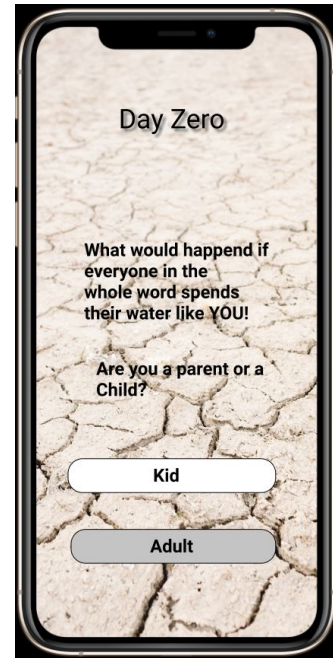 Day Zero
What would happend if
everyone in the
whole word spends
their water like YOU!
Are you a parent or a
Child?
Kid
Adult